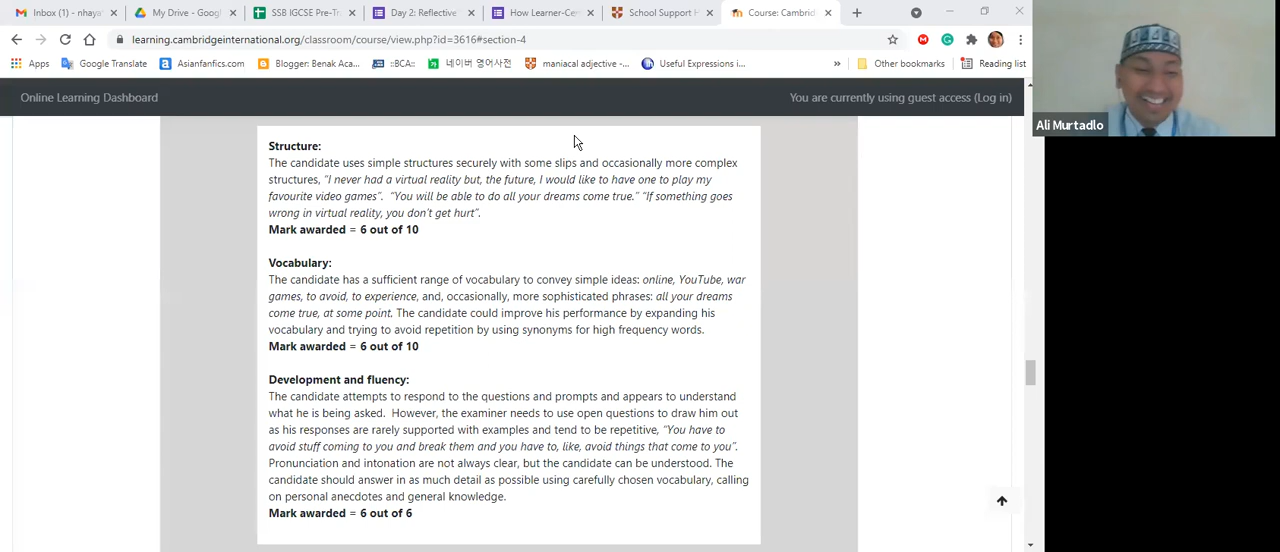 Inbox (1) - nhaya
My Drive - Googl
SSB IGCSE Pre-Tr
Day 2: Reflective
How Learner-Cen
School Support H
Course: Cambrid
learning.cambridgeinternational.org/classroom/course/view.php?id=3616#section-4
Apps
Google Translate
Asianfanfics.com
Blogger: Benak Aca...
::BCA::
네이버 영어사전
maniacal adjective -...
Useful Expressions i...
»
Other bookmarks
Reading list
Online Learning Dashboard
You are currently using guest access (Log in)
Ali Murtadlo
Structure:
The candidate uses simple structures securely with some slips and occasionally more complex
structures, “I never had a virtual reality but, the future, I would like to have one to play my
favourite video games”. “You will be able to do all your dreams come true.” “If something goes
wrong in virtual reality, you don’t get hurt”.
Mark awarded = 6 out of 10
Vocabulary:
The candidate has a sufficient range of vocabulary to convey simple ideas: online, YouTube, war
games, to avoid, to experience, and, occasionally, more sophisticated phrases: all your dreams
come true, at some point. The candidate could improve his performance by expanding his
vocabulary and trying to avoid repetition by using synonyms for high frequency words.
Mark awarded = 6 out of 10
Development and fluency:
The candidate attempts to respond to the questions and prompts and appears to understand
what he is being asked. However, the examiner needs to use open questions to draw him out
as his responses are rarely supported with examples and tend to be repetitive, “You have to
avoid stuff coming to you and break them and you have to, like, avoid things that come to you”.
Pronunciation and intonation are not always clear, but the candidate can be understood. The
candidate should answer in as much detail as possible using carefully chosen vocabulary, calling
on personal anecdotes and general knowledge.
Mark awarded = 6 out of 6